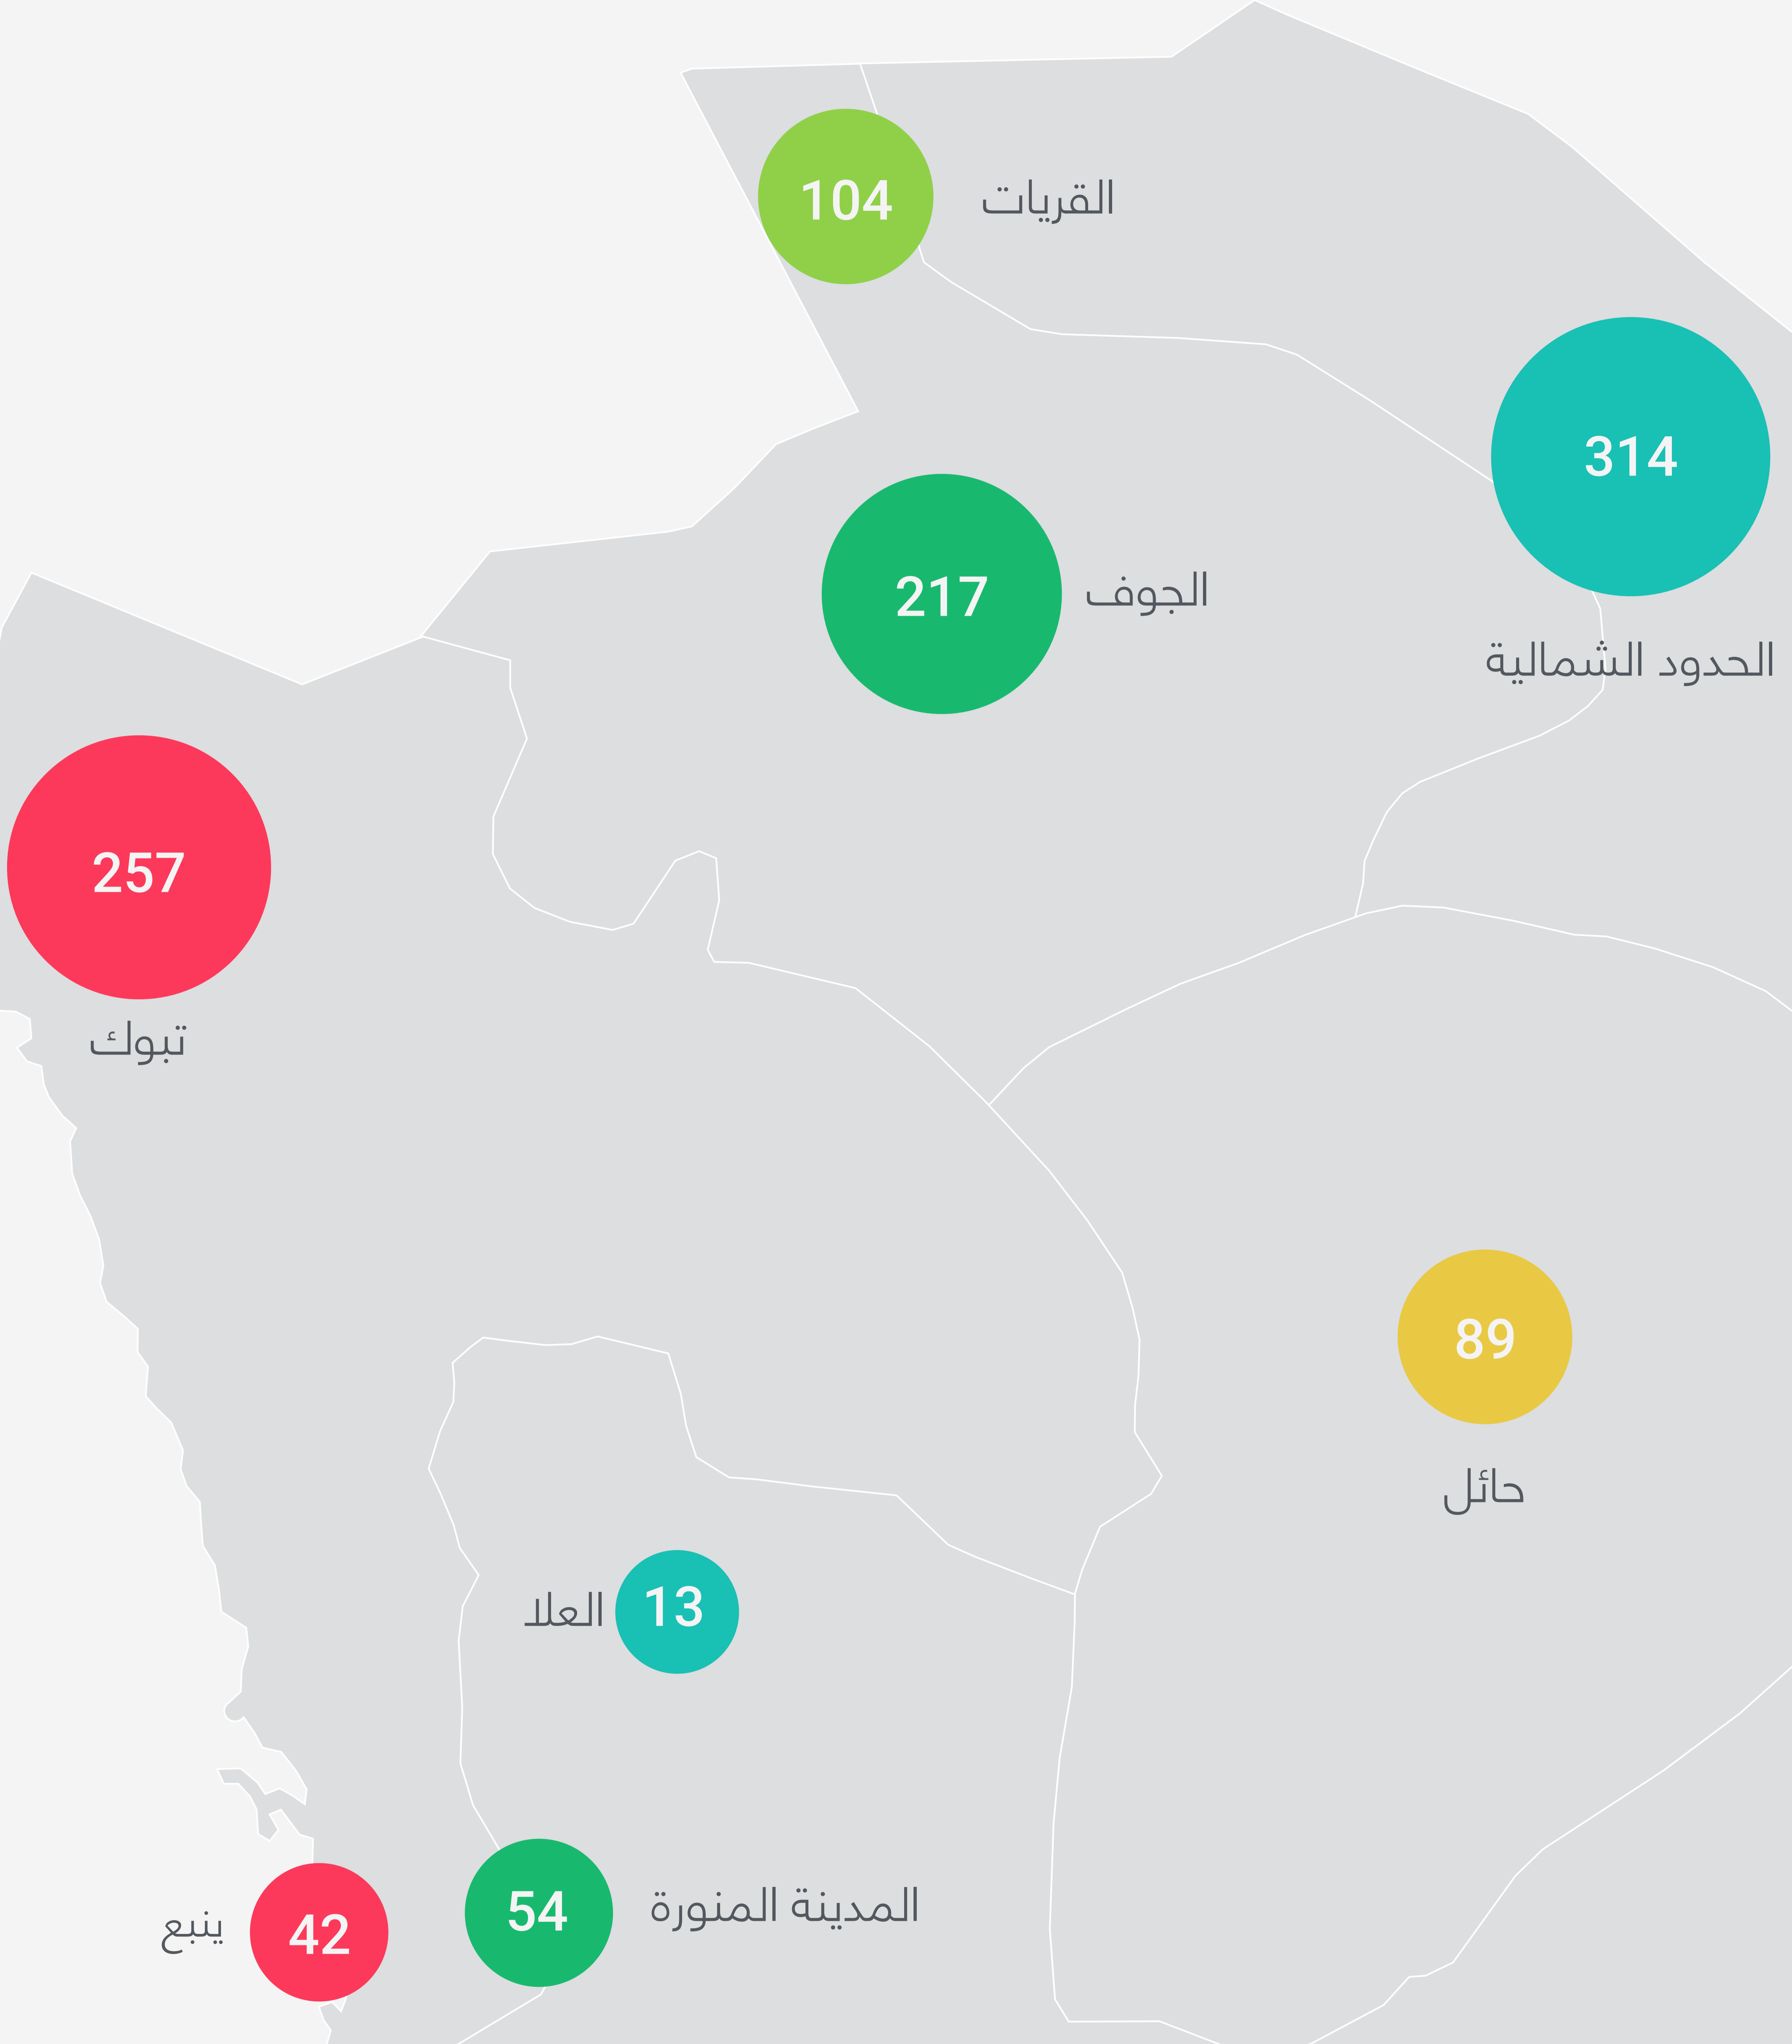 104
القريات
314
الحدود الشمالية
217
الجوف
257
تبوك
89
حائل
13
العلا
54
المدينة المنورة
42
ينبع